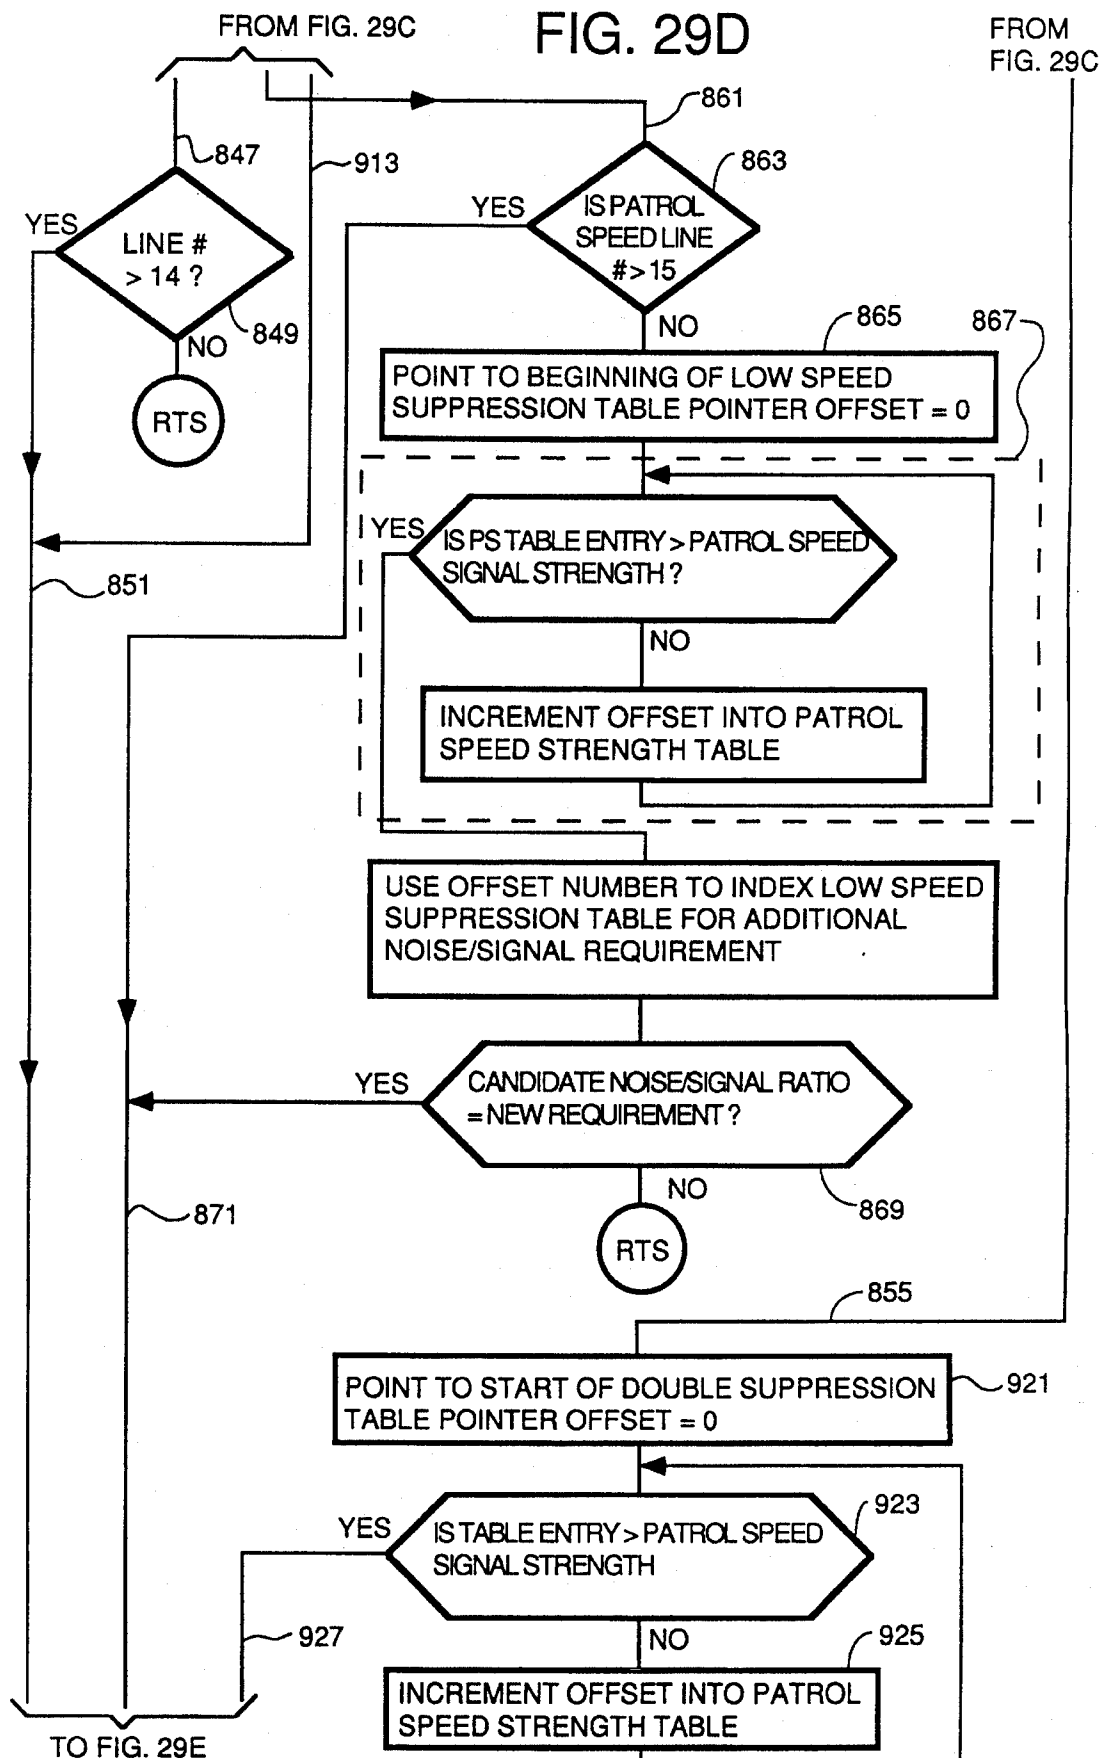 FROM FIG. 29C
FIG. 29D
FROM
FIG. 29C
861
847
913
863
YES
LINE #
> 14 ?
849
NO
RTS
YES
IS PATROL
SPEED LINE
#>15
NO
865
867
POINT TO BEGINNING OF LOW SPEED
SUPPRESSION TABLE POINTER OFFSET = 0
YES
IS PS TABLE ENTRY > PATROL SPEED
SIGNAL STRENGTH ?
851
NO
INCREMENT OFFSET INTO PATROL
SPEED STRENGTH TABLE
USE OFFSET NUMBER TO INDEX LOW SPEED
SUPPRESSION TABLE FOR ADDITIONAL
NOISE/SIGNAL REQUIREMENT
YES
CANDIDATE NOISE/SIGNAL RATIO
= NEW REQUIREMENT ?
NO
869
871
RTS
855
POINT TO START OF DOUBLE SUPPRESSION
TABLE POINTER OFFSET = 0
921
923
YES
IS TABLE ENTRY > PATROL SPEED
SIGNAL STRENGTH
927
NO
925
INCREMENT OFFSET INTO PATROL
SPEED STRENGTH TABLE
TO FIG. 29E